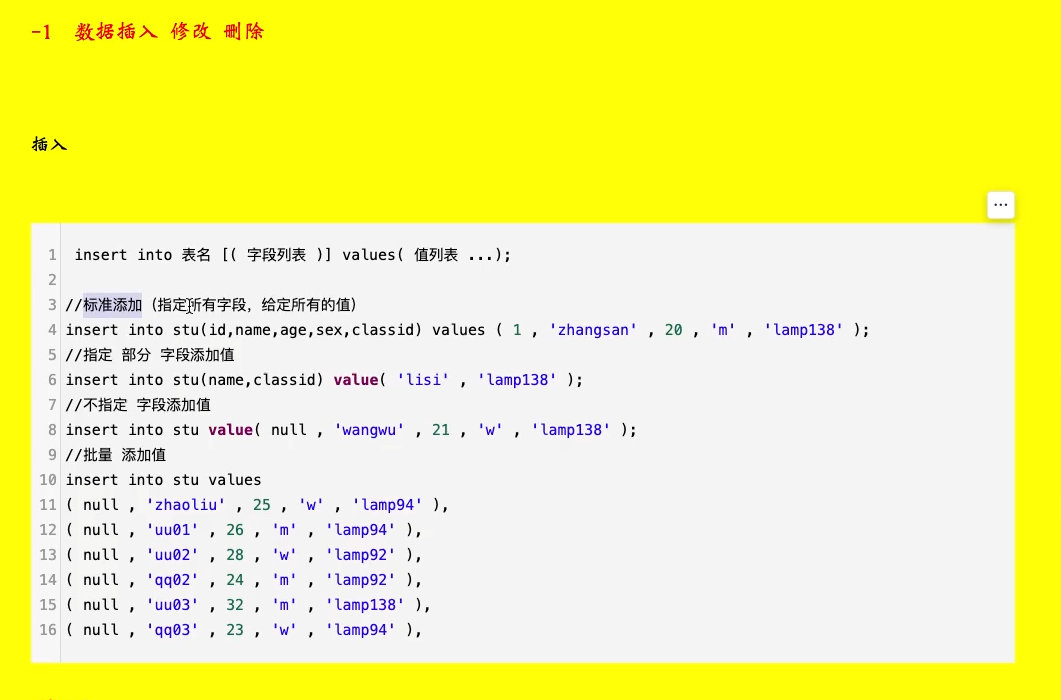 -1 数据插入 修改 删除
插入
...
1 insert into 表名 [( 字段列表 )] values( 值列表 ...);
2
3 //标准添加（指定所有字段，给定所有的值）
4 insert into stu(id,name,age,sex,classid) values ( 1 , 'zhangsan' , 20 , 'm' , 'lamp138' );
5 //指定 部分 字段添加值
6 insert into stu(name,classid) value( 'lisi' , 'lamp138' );
7 //不指定 字段添加值
8 insert into stu value( null , 'wangwu' , 21 , 'w' , 'lamp138' );
9 //批量 添加值
10 insert into stu values
11 ( null , 'zhaoliu' , 25 , 'w' , 'lamp94' ),
12 ( null , 'uu01' , 26 , 'm' , 'lamp94' ),
13 ( null , 'uu02' , 28 , 'w' , 'lamp92' ),
14 ( null , 'qq02' , 24 , 'm' , 'lamp92' ),
15 ( null , 'uu03' , 32 , 'm' , 'lamp138' ),
16 ( null , 'qq03' , 23 , 'w' , 'lamp94' ),